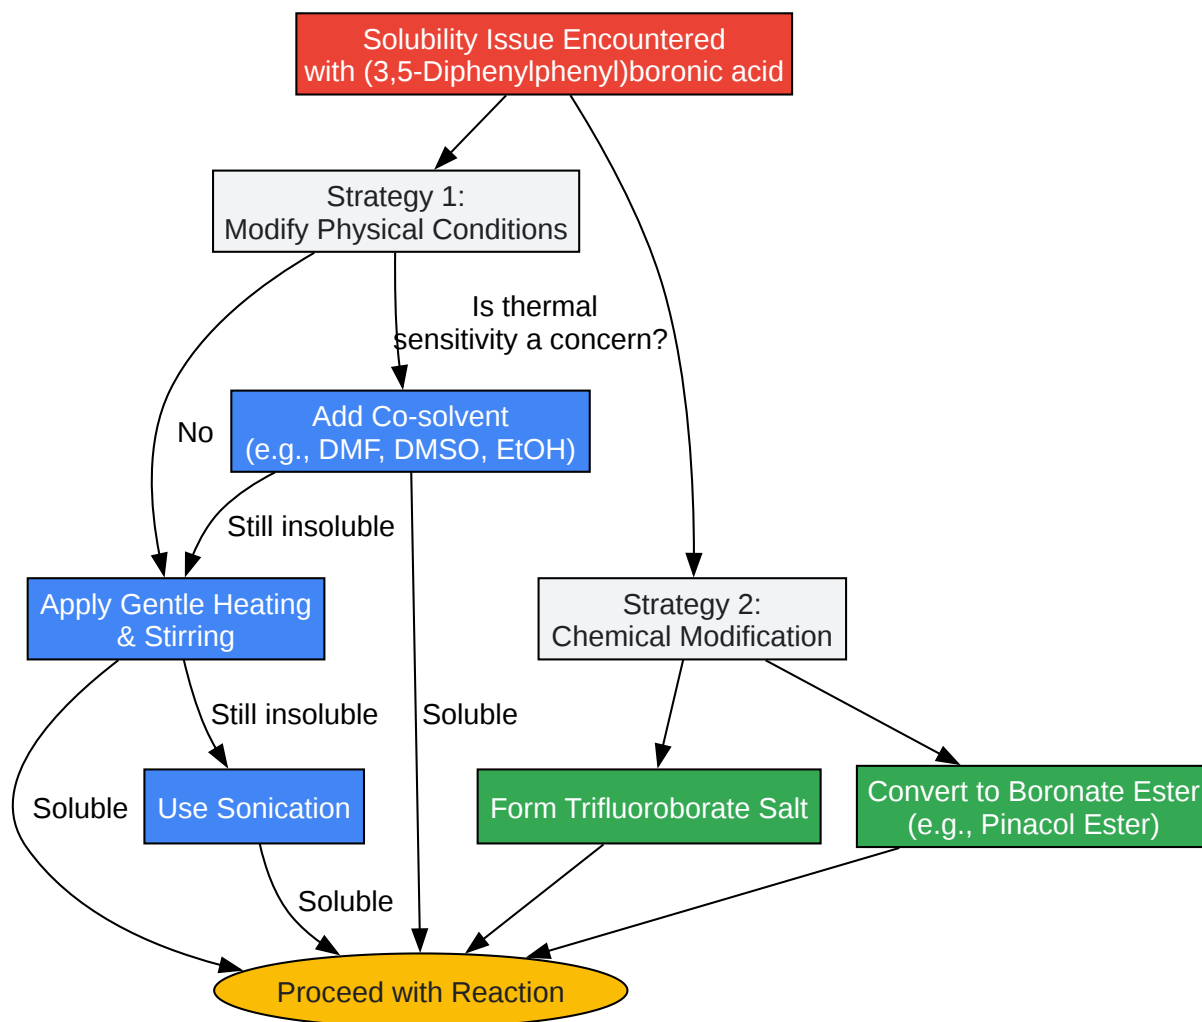 Solubility Issue Encountered
with (3,5-Diphenylphenyl)boronic acid
Strategy 1:
Modify Physical Conditions
Is thermal
sensitivity a concern?
No
Add Co-solvent
(e.g., DMF, DMSO, EtOH)
Still insoluble
Apply Gentle Heating
& Stirring
Strategy 2:
Chemical Modification
Still insoluble
Soluble
Soluble
Use Sonication
Form Trifluoroborate Salt
Convert to Boronate Ester
(e.g., Pinacol Ester)
Soluble
Proceed with Reaction